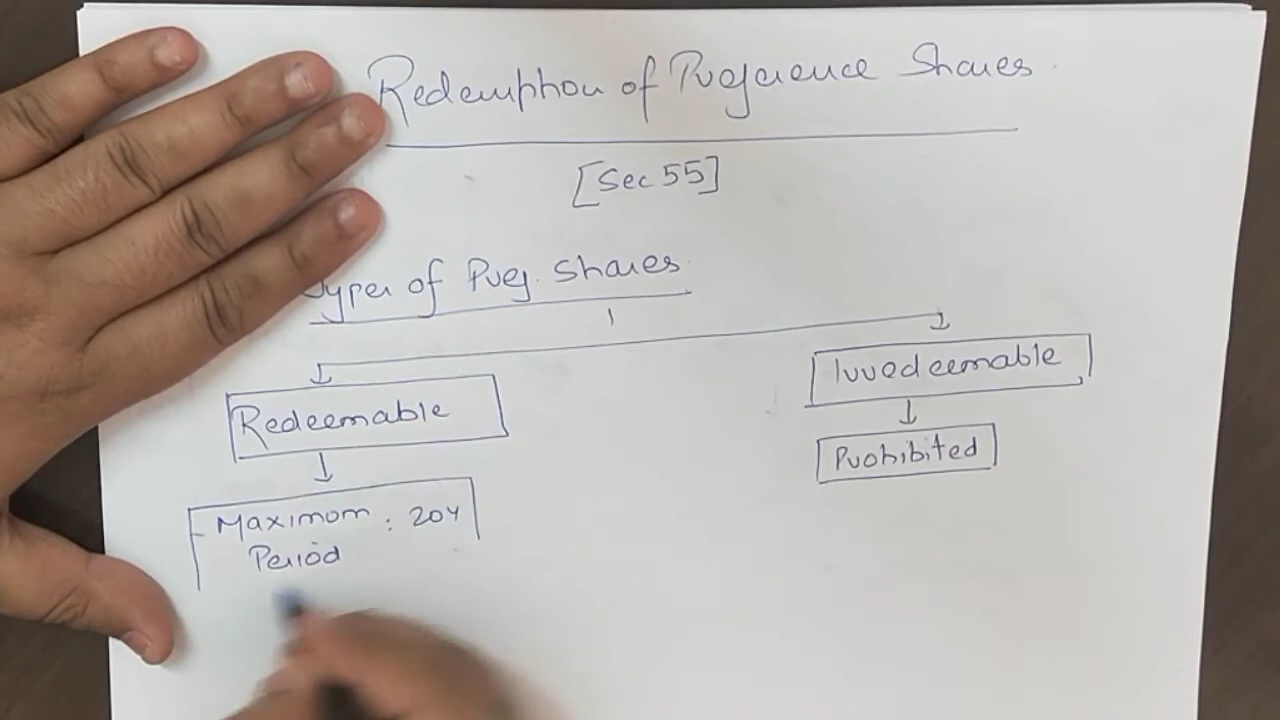 Redemption of Preference Shares
[Sec 55]
Types of Pref. Shares
Redeemable
Irredeemable
Prohibited
- Maximum : 20Y
Period